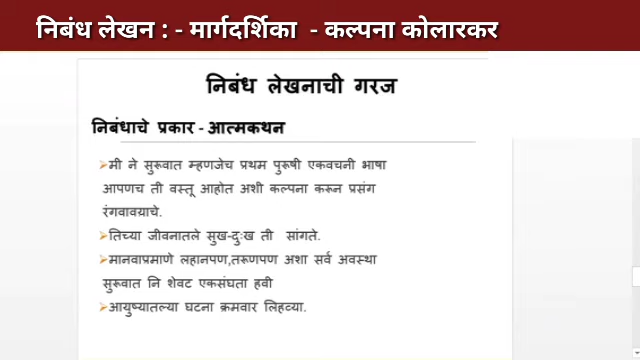 निबंध लेखन : - मार्गदर्शिका - कल्पना कोलारकर
निबंध लेखनाची गरज
निबंधाचे प्रकार - आत्मकथन
➢मी ने सुरूवात म्हणजेच प्रथम पुरूषी एकवचनी भाषा
आपणच ती वस्तू आहोत अशी कल्पना करून प्रसंग
रंगवावयाचे.
➢तिच्या जीवनातले सुख-दुःख ती सांगते.
➢मानवाप्रमाणे लहानपण,तरूणपण अशा सर्व अवस्था
सुरूवात नि शेवट एकसंघता हवी
➢आयुष्यातल्या घटना क्रमवार लिहव्या.